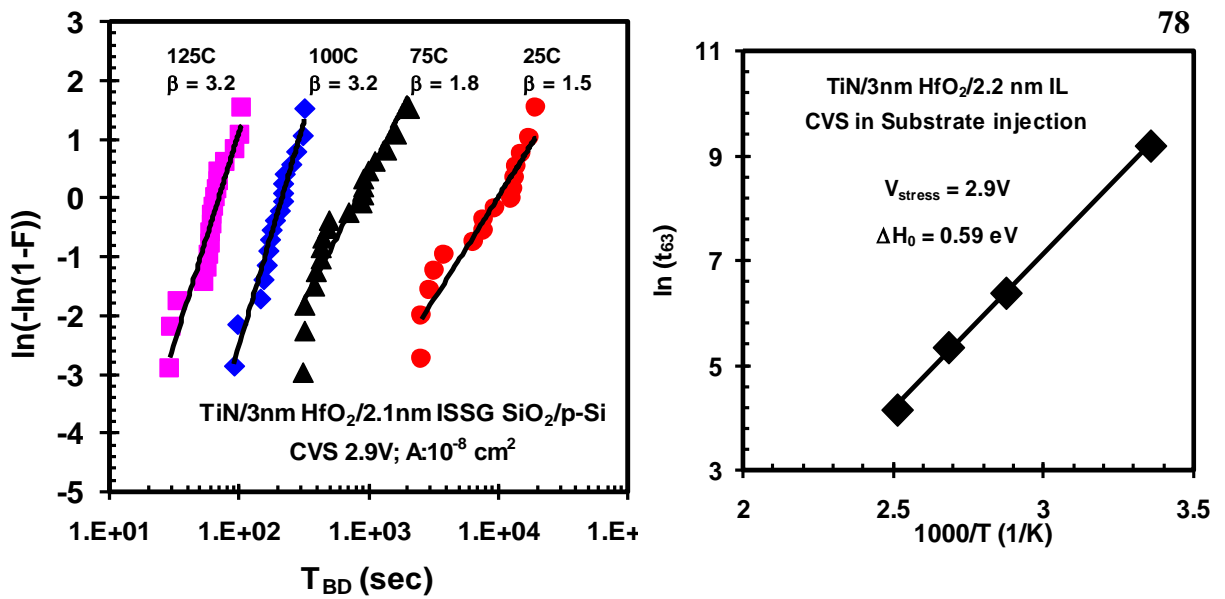 78
3
2
1
0
-1
-2
-3
-4
-5
ln(-ln(1-F))
125C
β = 3.2
100C
β = 3.2
75C
β = 1.8
25C
β = 1.5
TiN/3nm HfO₂/2.1nm ISSG SiO₂/p-Si
CVS 2.9V; A:10⁻⁸ cm²
1.E+01 1.E+02 1.E+03 1.E+04 1.E+
T_BD (sec)
11
9
7
5
3
ln (t₆₃)
TiN/3nm HfO₂/2.2 nm IL
CVS in Substrate injection
V_stress = 2.9V
ΔH₀ = 0.59 eV
2 2.5 3 3.5
1000/T (1/K)